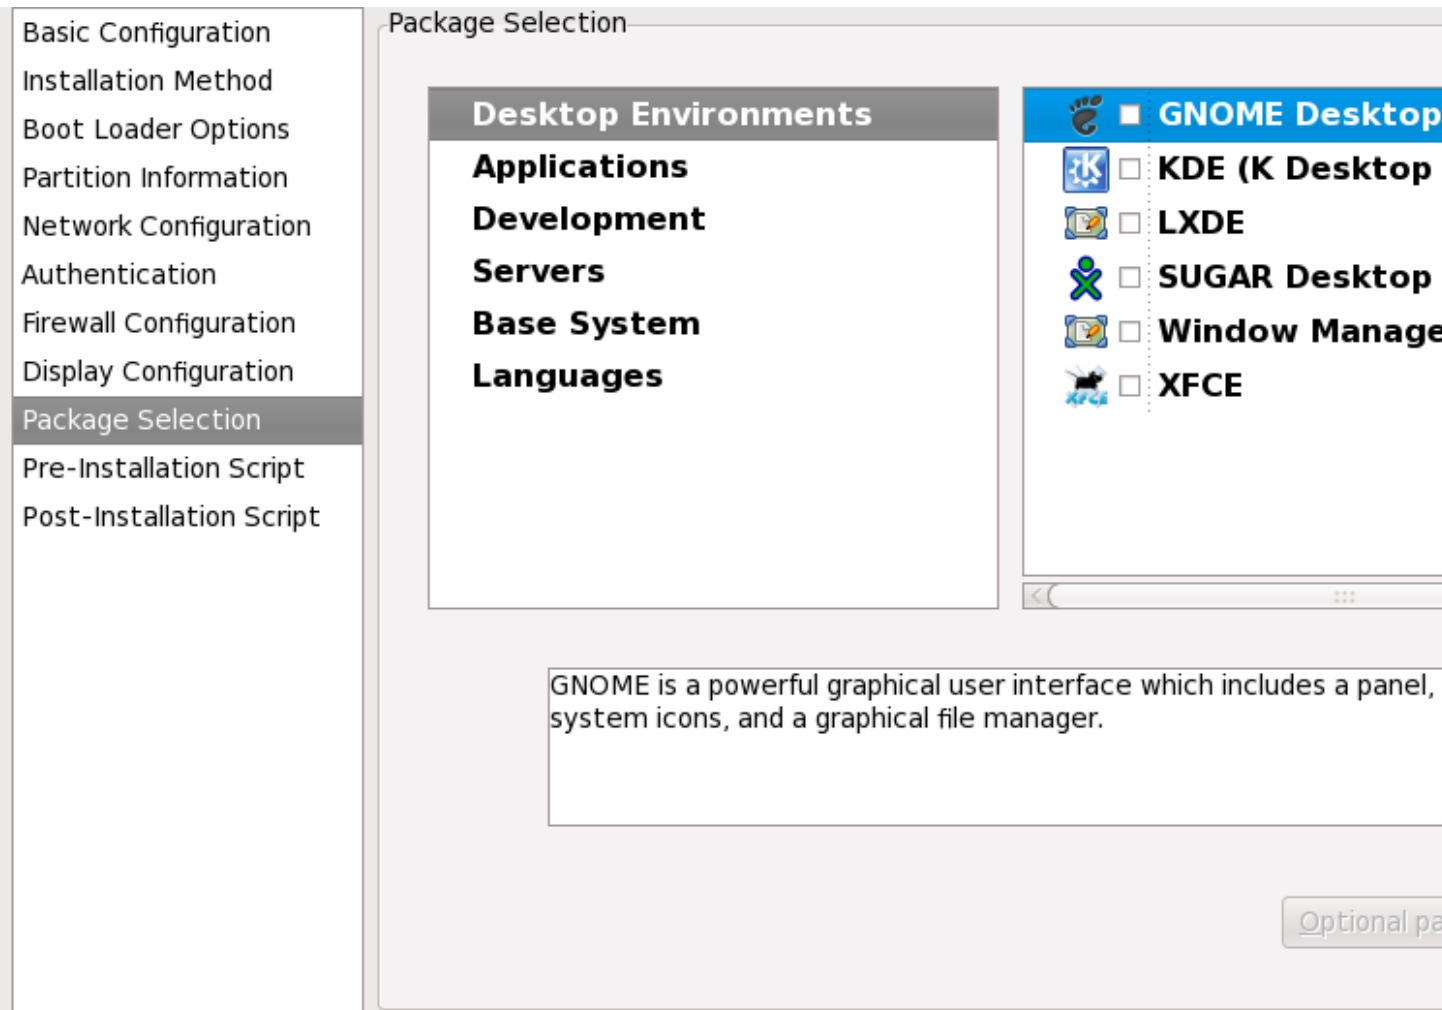 Basic Configuration
Installation Method
Boot Loader Options
Partition Information
Network Configuration
Authentication
Firewall Configuration
Display Configuration
Package Selection
Pre-Installation Script
Post-Installation Script
Package Selection
Desktop Environments
Applications
Development
Servers
Base System
Languages
GNOME Desktop
KDE (K Desktop
LXDE
SUGAR Desktop
Window Manage
XFCE
GNOME is a powerful graphical user interface which includes a panel,
system icons, and a graphical file manager.
Optional pa